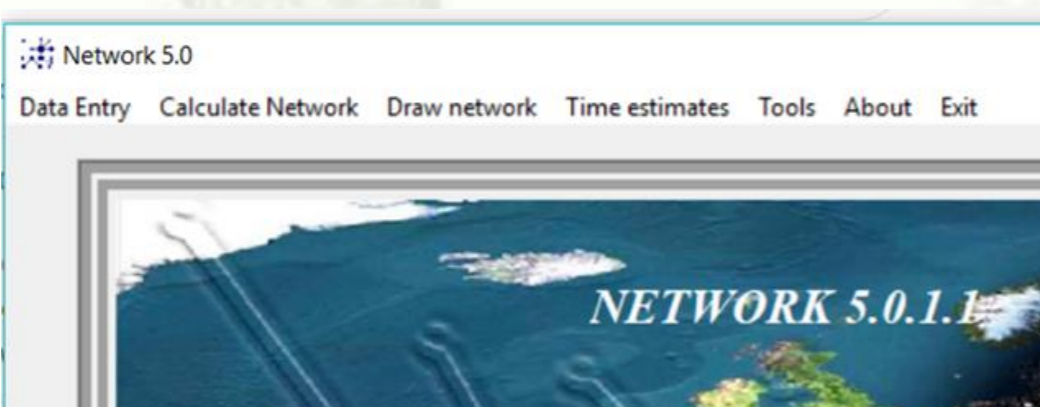 Network 5.0
Data Entry Calculate Network Draw network Time estimates Tools About Exit
NETWORK 5.0.1.1